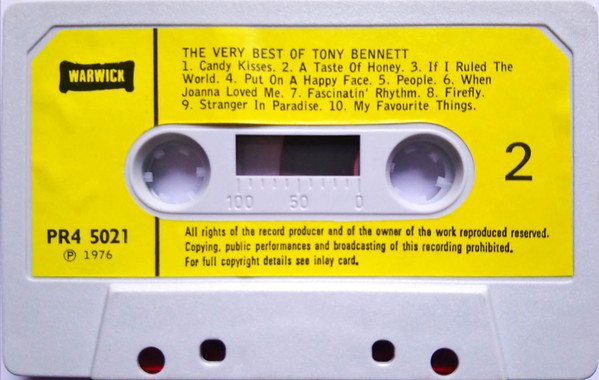 WARWICK
THE VERY BEST OF TONY BENNETT
1. Candy Kisses. 2. A Taste Of Honey. 3. If I Ruled The
World. 4. Put On A Happy Face. 5. People. 6. When
Joanna Loved Me. 7. Fascinatin' Rhythm. 8. Firefly.
9. Stranger In Paradise. 10. My Favourite Things.
2
100 50 0
PR4 5021
Ⓟ 1976
All rights of the record producer and of the owner of the work reproduced reserved.
Copying, public performances and broadcasting of this recording prohibited.
For full copyright details see inlay card.